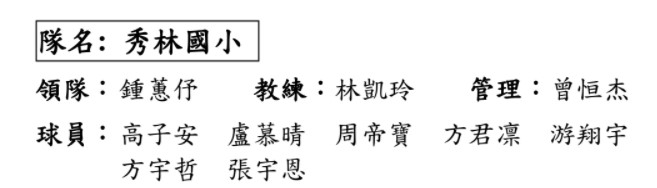 隊名: 秀林國小
領隊：鍾蕙伃 教練：林凱玲 管理：曾恒杰
球員：高子安 盧慕晴 周帝寶 方君凜 游翔宇
方宇哲 張宇恩